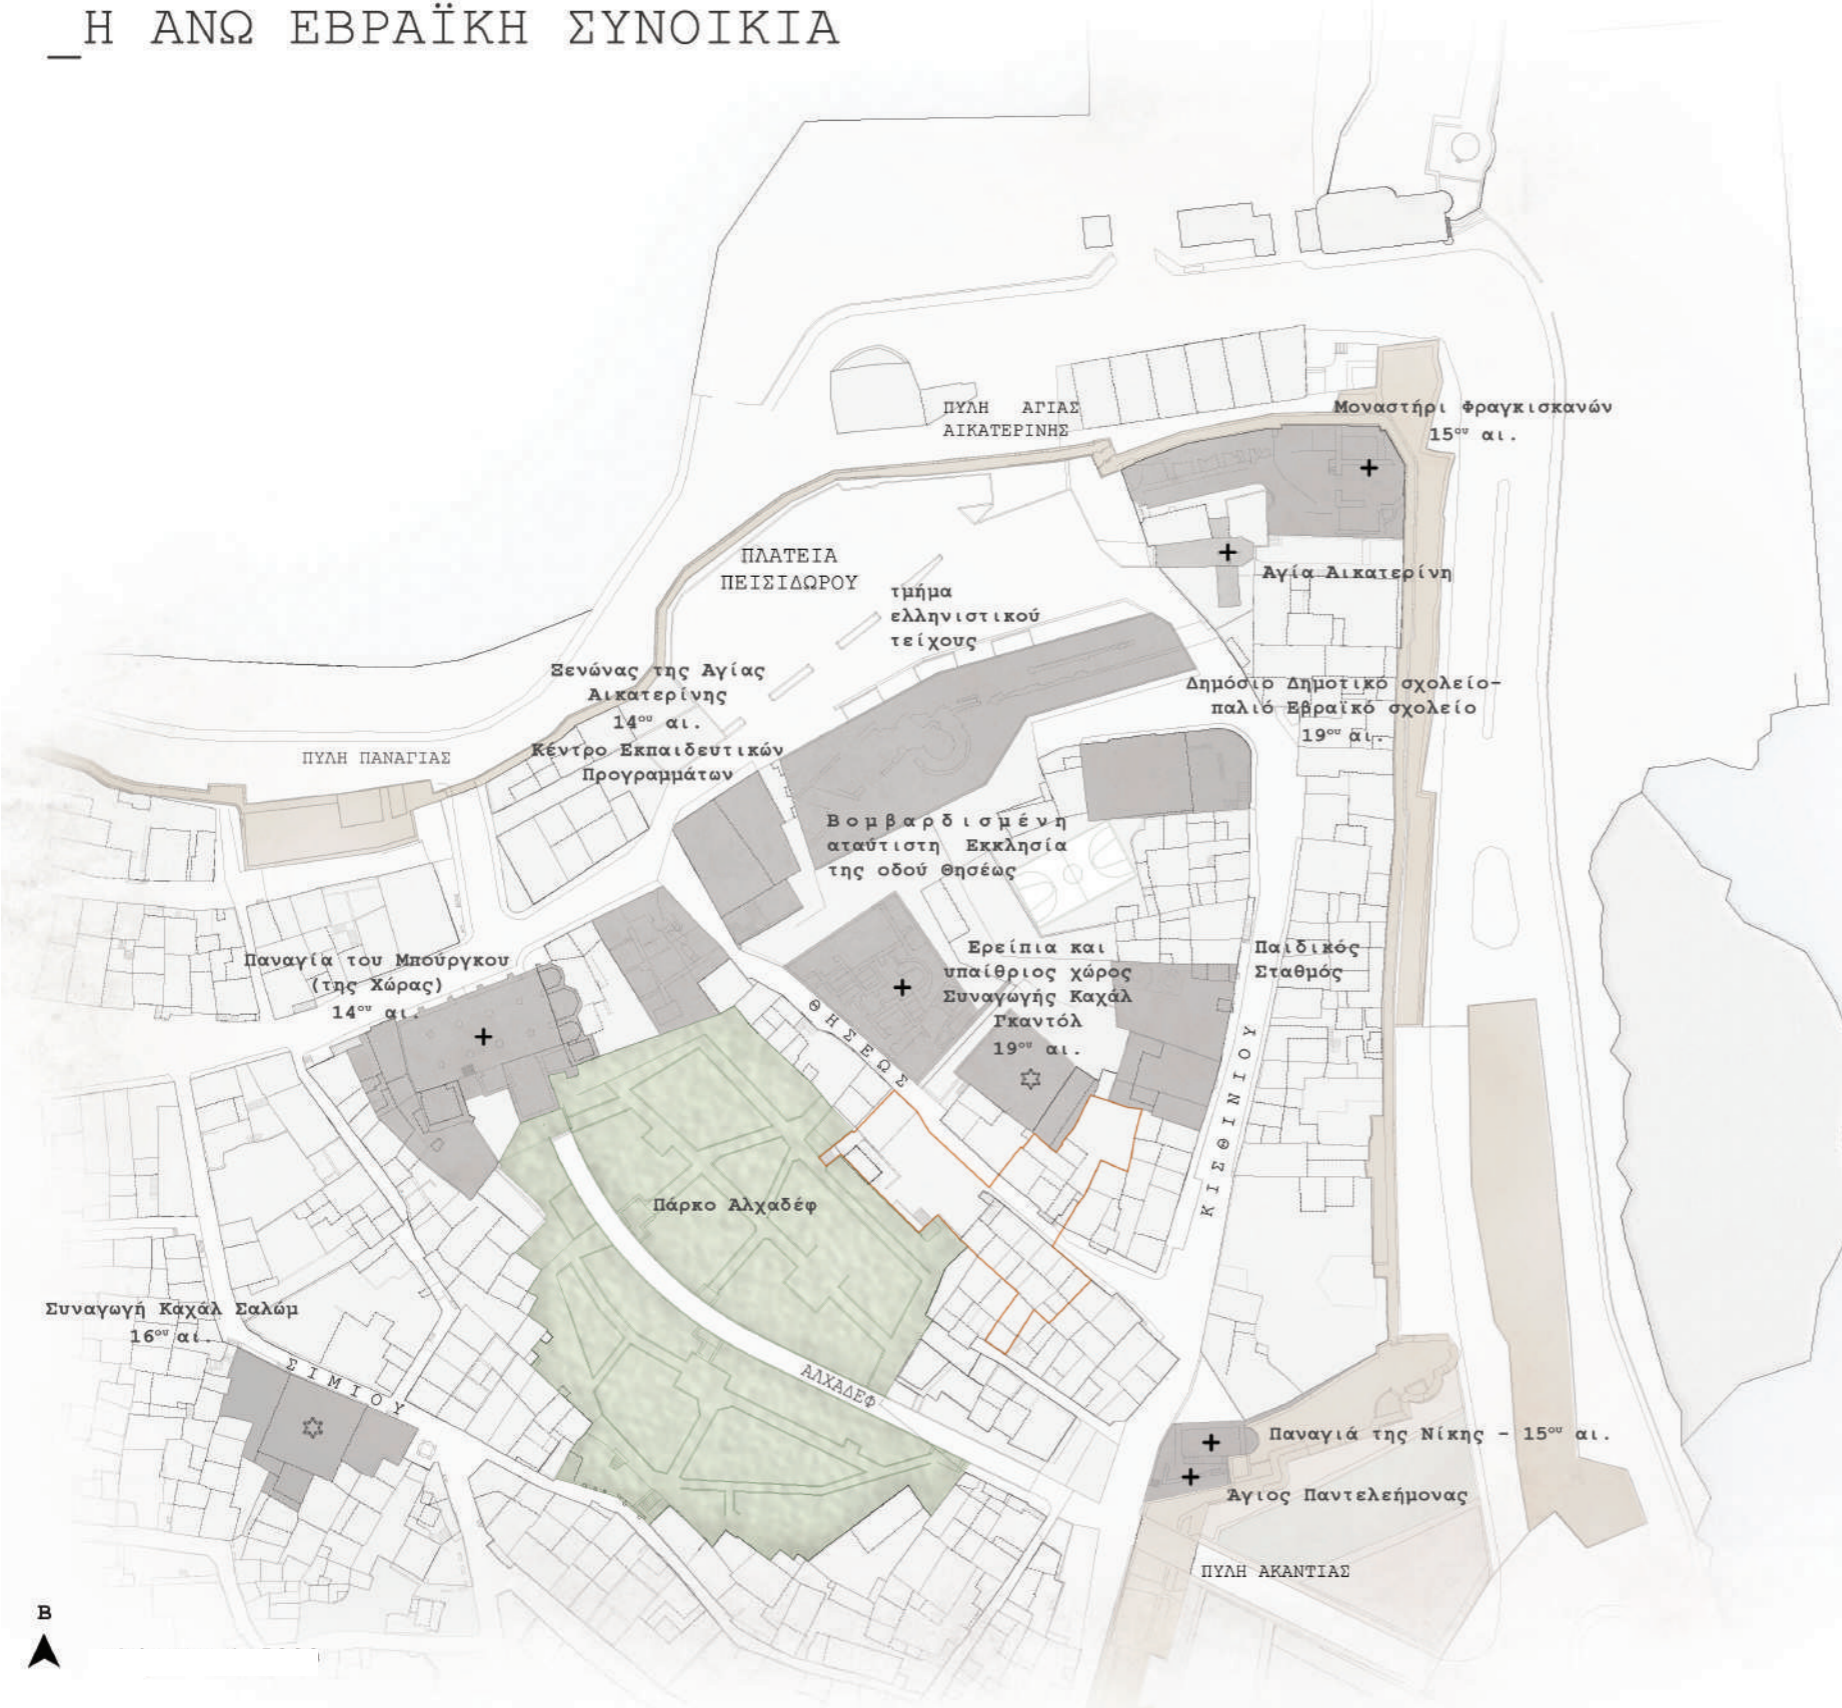 _Η ΑΝΩ ΕΒΡΑΪΚΗ ΣΥΝΟΙΚΙΑ
ΠΥΛΗ ΑΓΙΑΣ
ΑΙΚΑΤΕΡΙΝΗΣ
Μοναστήρι Φραγκισκανών
15ου αι.
Αγία Αικατερίνη
ΠΛΑΤΕΙΑ
ΠΕΙΣΙΔΩΡΟΥ
τμήμα
ελληνιστικού
τείχους
Ξενώνας της Αγίας
Αικατερίνης
14ου αι.
Κέντρο Εκπαιδευτικών
Προγραμμάτων
ΠΥΛΗ ΠΑΝΑΓΙΑΣ
Δημόσιο Δημοτικό σχολείο-
παλιό Εβραϊκό σχολείο
19ου αι.
Βομβαρδισμένη
αταύτιστη Εκκλησία
της οδού Θησέως
Παναγία του Μπούργκου
(της Χώρας)
14ου αι.
Ερείπια και
υπαίθριος χώρος
Συναγωγής Καχάλ
Γκαντόλ
19ου αι.
Παιδικός
Σταθμός
ΘΗΣΕΩΣ
ΚΙΣΘΙΝΙΟΥ
Πάρκο Αλχαδέφ
Συναγωγή Καχάλ Σαλώμ
16ου αι.
ΣΙΜΙΟΥ
ΑΛΧΑΔΕΦ
Παναγιά της Νίκης - 15ου αι.
Άγιος Παντελεήμονας
ΠΥΛΗ ΑΚΑΝΤΙΑΣ
Β